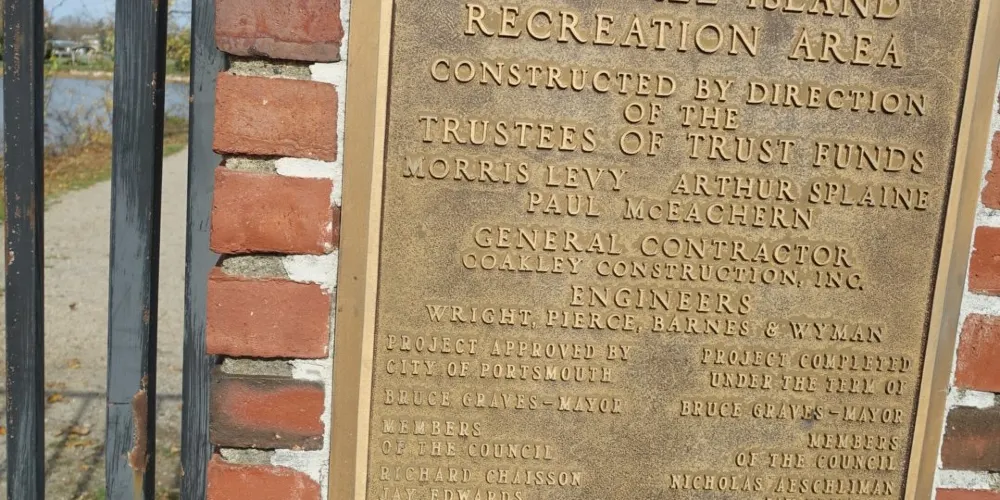 ISLAND
RECREATION AREA
CONSTRUCTED BY DIRECTION
OF THE
TRUSTEES OF TRUST FUNDS
MORRIS LEVY ARTHUR SPLAINE
PAUL McEACHERN
GENERAL CONTRACTOR
COAKLEY CONSTRUCTION, INC.
ENGINEERS
WRIGHT, PIERCE, BARNES & WYMAN
PROJECT APPROVED BY
CITY OF PORTSMOUTH
BRUCE GRAVES-MAYOR
MEMBERS
OF THE COUNCIL
RICHARD CHAISSON
JAY EDWARDS
PROJECT COMPLETED
UNDER THE TERM OF
BRUCE GRAVES-MAYOR
MEMBERS
OF THE COUNCIL
NICHOLAS AESCHLIMAN